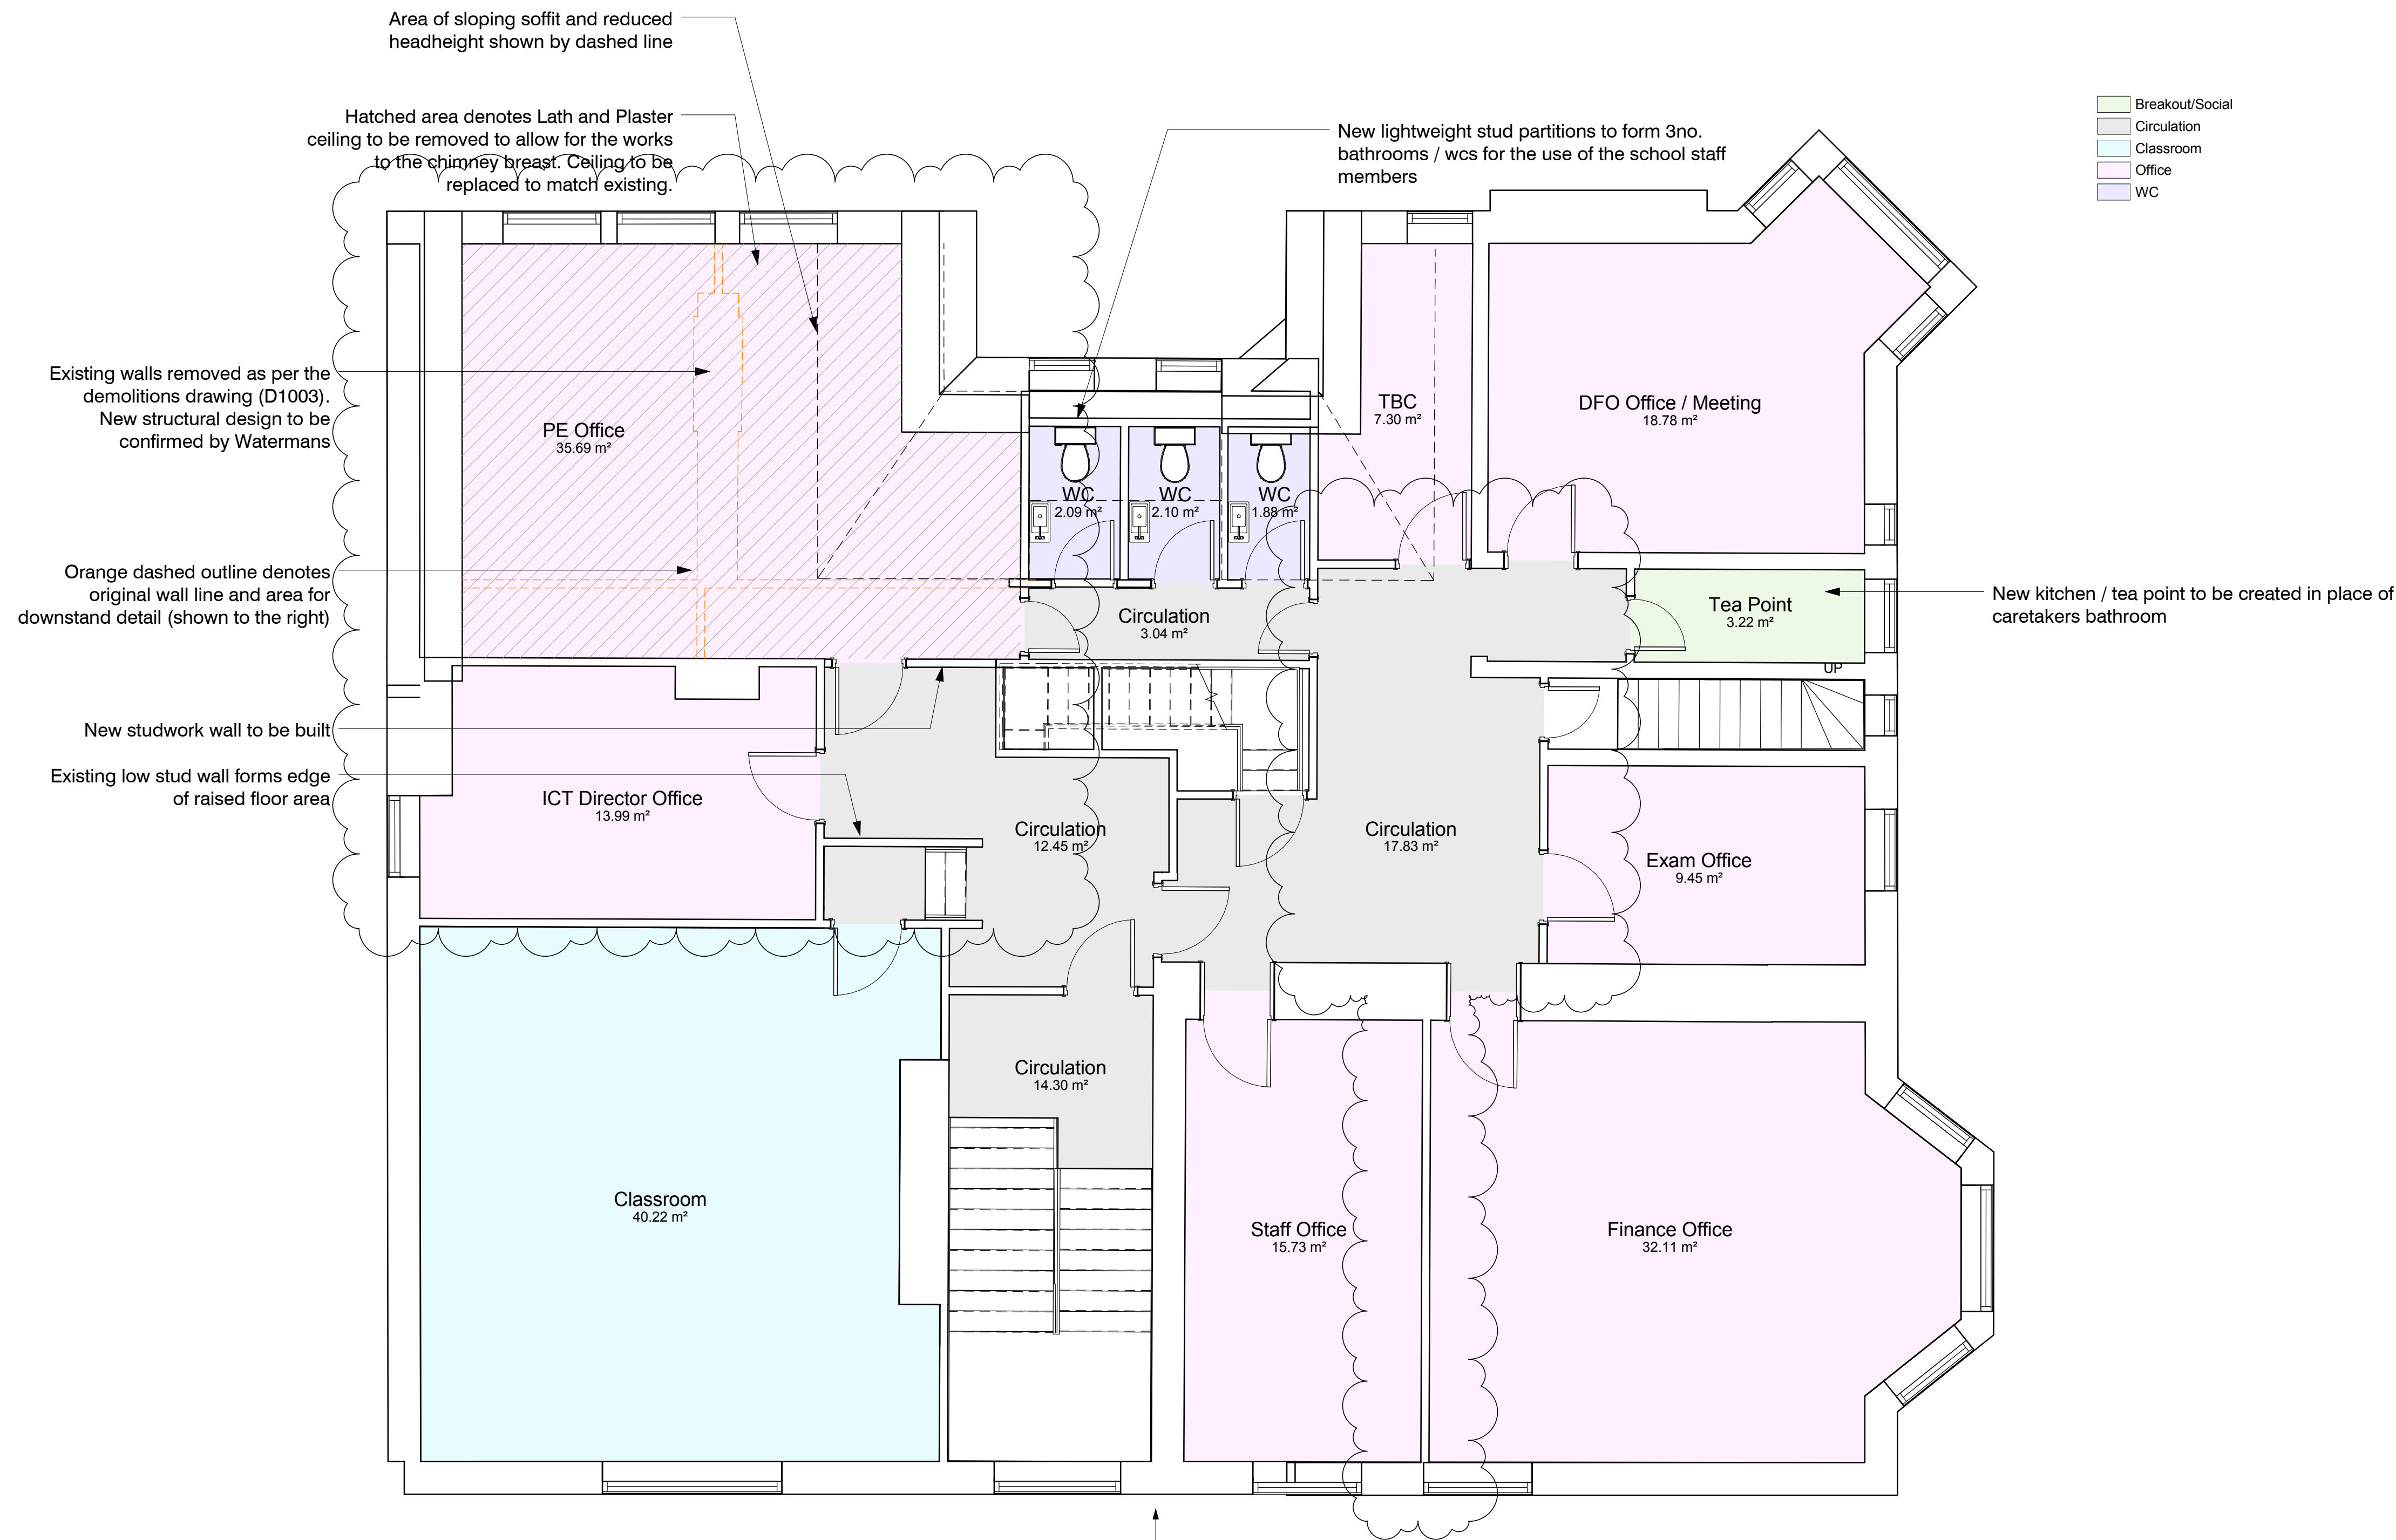 Area of sloping soffit and reduced
headheight shown by dashed line
Hatched area denotes Lath and Plaster
ceiling to be removed to allow for the works
to the chimney breast. Ceiling to be
replaced to match existing.
New lightweight stud partitions to form 3no.
bathrooms / wcs for the use of the school staff
members
Breakout/Social
Circulation
Classroom
Office
WC
Existing walls removed as per the
demolitions drawing (D1003).
New structural design to be
confirmed by Watermans
PE Office
35.69 m²
TBC
7.30 m²
DFO Office / Meeting
18.78 m²
WC
2.09 m²
WC
2.10 m²
WC
1.88 m²
Orange dashed outline denotes
original wall line and area for
downstand detail (shown to the right)
Circulation
3.04 m²
Tea Point
3.22 m²
New kitchen / tea point to be created in place of
caretakers bathroom
UP
New studwork wall to be built
Existing low stud wall forms edge
of raised floor area
ICT Director Office
13.99 m²
Circulation
12.45 m²
Circulation
17.83 m²
Exam Office
9.45 m²
Circulation
14.30 m²
Classroom
40.22 m²
Staff Office
15.73 m²
Finance Office
32.11 m²